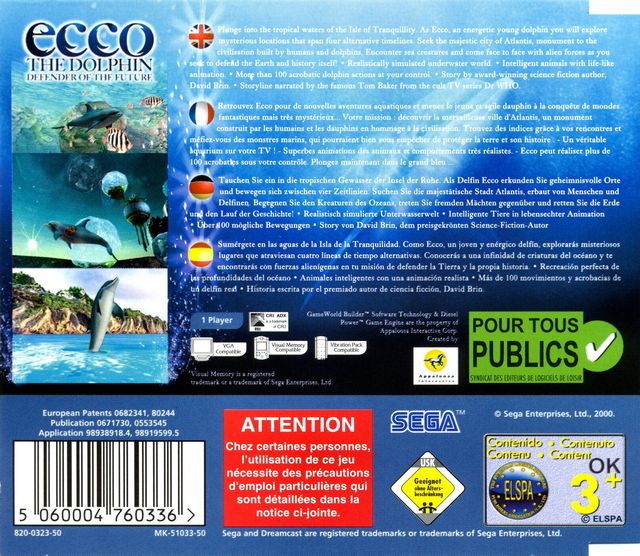 ecco
THE DOLPHIN
DEFENDER OF THE FUTURE
Plunge into the tropical waters of the Isle of Tranquillity. As Ecco, an energetic young dolphin you will explore
mysterious locations that span four alternative timelines. Seek the majestic city of Atlantis, monument to the
civilisation built by humans and dolphins. Encounter sea creatures and come face to face with alien forces as you
seek to defend the Earth and history itself! • Realistically simulated underwater world. • Intelligent animals with life-like
animation. • More than 100 acrobatic dolphin actions at your control. • Story by award-winning science fiction author,
David Brin. • Storyline narrated by the famous Tom Baker from the cult TV series Dr WHO.
Retrouvez Ecco pour de nouvelles aventures aquatiques et menez le jeune et agile dauphin à la conquête de mondes
fantastiques mais très mystérieux... Votre mission : découvrir la merveilleuse ville d'Atlantis, un monument
construit par les humains et les dauphins en hommage à la civilisation. Trouvez des indices grâce à vos rencontres et
méfiez-vous des monstres marins, qui pourraient bien vous empêcher de protéger la terre et son histoire . - Un véritable
aquarium sur votre TV ! - Superbes animations des animaux et comportements très réalistes. - Ecco peut réaliser plus de
100 acrobaties sous votre contrôle. Plongez maintenant dans le grand bleu...
Tauchen Sie ein in die tropischen Gewässer der Insel der Ruhe. Als Delfin Ecco erkunden Sie geheimnisvolle Orte
und bewegen sich zwischen vier Zeitlinien. Suchen Sie die majestätische Stadt Atlantis, erbaut von Menschen und
Delfinen. Begegnen Sie den Kreaturen des Ozeans, treten Sie fremden Mächten gegenüber und retten Sie die Erde
und den Lauf der Geschichte! • Realistisch simulierte Unterwasserwelt • Intelligente Tiere in lebensechter Animation
• Über 100 mögliche Bewegungen • Story von David Brin, dem preisgekrönten Science-Fiction-Autor
Sumérgete en las aguas de la Isla de la Tranquilidad. Como Ecco, un joven y enérgico delfín, explorarás misteriosos
lugares que atraviesan cuatro líneas de tiempo alternativas. Conocerás a una infinidad de criaturas del océano y te
encontrarás con fuerzas alienígenas en tu misión de defender la Tierra y la propia historia. • Recreación perfecta de
las profundidades del océano • Animales inteligentes con una animación realista • Más de 100 movimientos y acrobacias de
un delfín real • Historia escrita por el premiado autor de ciencia ficción, David Brin.
1 Player
CRI ADX
is a trademark
of CRI
GameWorld Builder™ Software Technology & Diesel
Power™ Game Engine are the property of
Appaloosa Interactive Corp.
Created by
Appaloosa
Interactive
VGA
Compatible
Visual Memory
Compatible
Vibration Pack
Compatible
Visual Memory is a registered
trademark or a trademark of Sega Enterprises, Ltd.
POUR TOUS
PUBLICS
SYNDICAT DES EDITEURS DE LOGICIELS DE LOISIR
European Patents 0682341, 80244
Publication 0671730, 0553545
Application 98938918.4, 98919599.5
5 060004 760336 >
820-0323-50
MK-51033-50
ATTENTION
Chez certaines personnes,
l'utilisation de ce jeu
nécessite des précautions
d'emploi particulières qui
sont détaillées dans la
notice ci-jointe.
SEGA™
© Sega Enterprises, Ltd., 2000.
USK
Geeignet
ohne Alters-
beschränkung
Contenido • Contenuto
Contenu • Content
ELSPA
OK
3+
© ELSPA
Sega and Dreamcast are registered trademarks or trademarks of Sega Enterprises, Ltd.